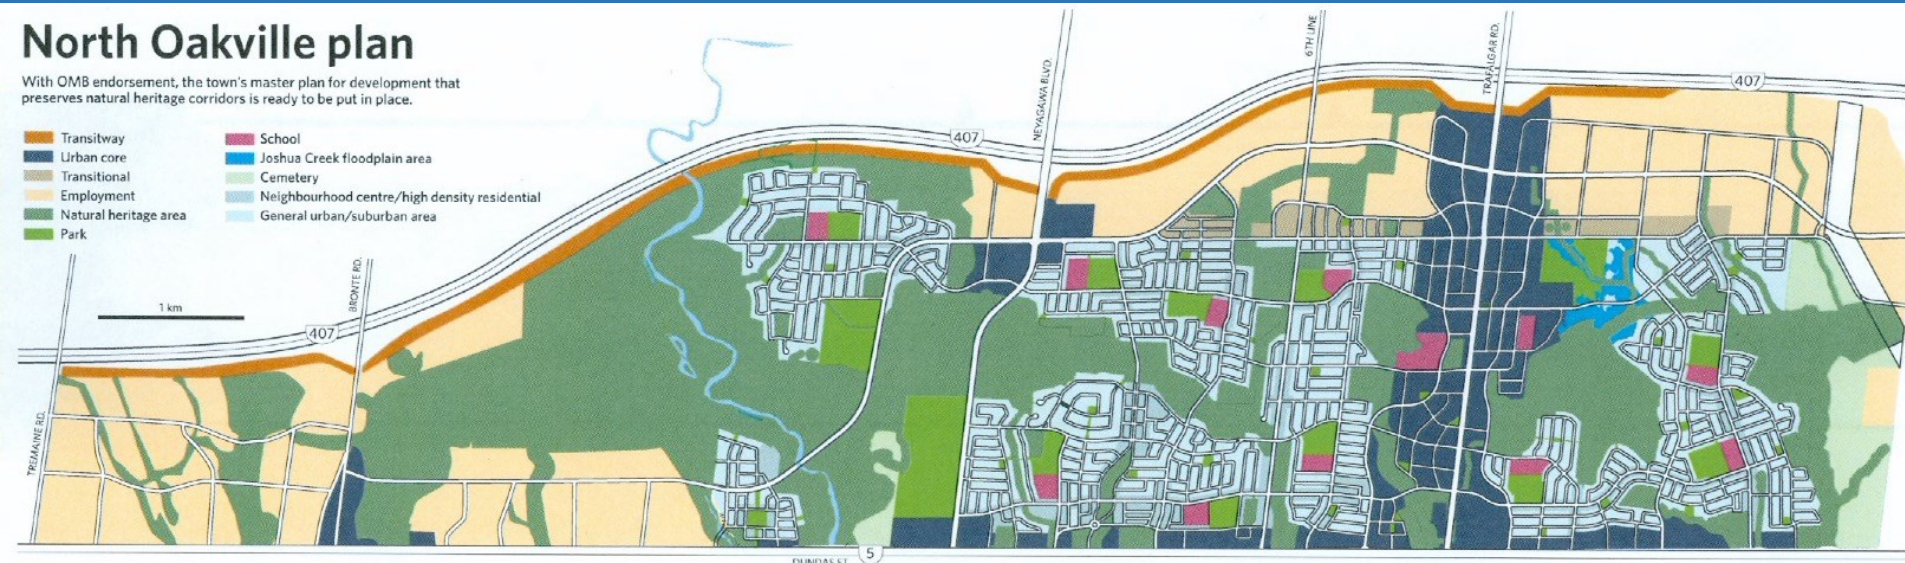 North Oakville plan
With OMB endorsement, the town's master plan for development that
preserves natural heritage corridors is ready to be put in place.
Transitway
Urban core
Transitional
Employment
Natural heritage area
Park
School
Joshua Creek floodplain area
Cemetery
Neighbourhood centre/high density residential
General urban/suburban area
1 km
TREMAINE RD.
BRONTE RD.
407
407
NEYAGAWA BLVD.
6TH LINE
TRAFALGAR RD.
407
DUNDAS ST.
5